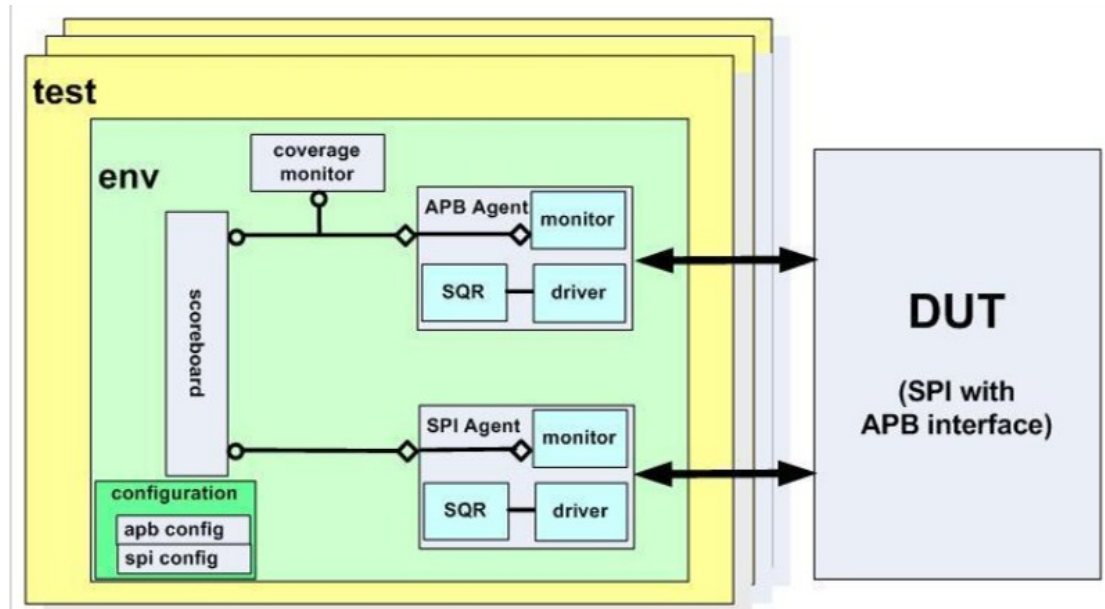 test
env
coverage
monitor
APB Agent
monitor
SQR
driver
scoreboard
SPI Agent
monitor
SQR
driver
configuration
apb config
spi config
DUT
(SPI with
APB interface)